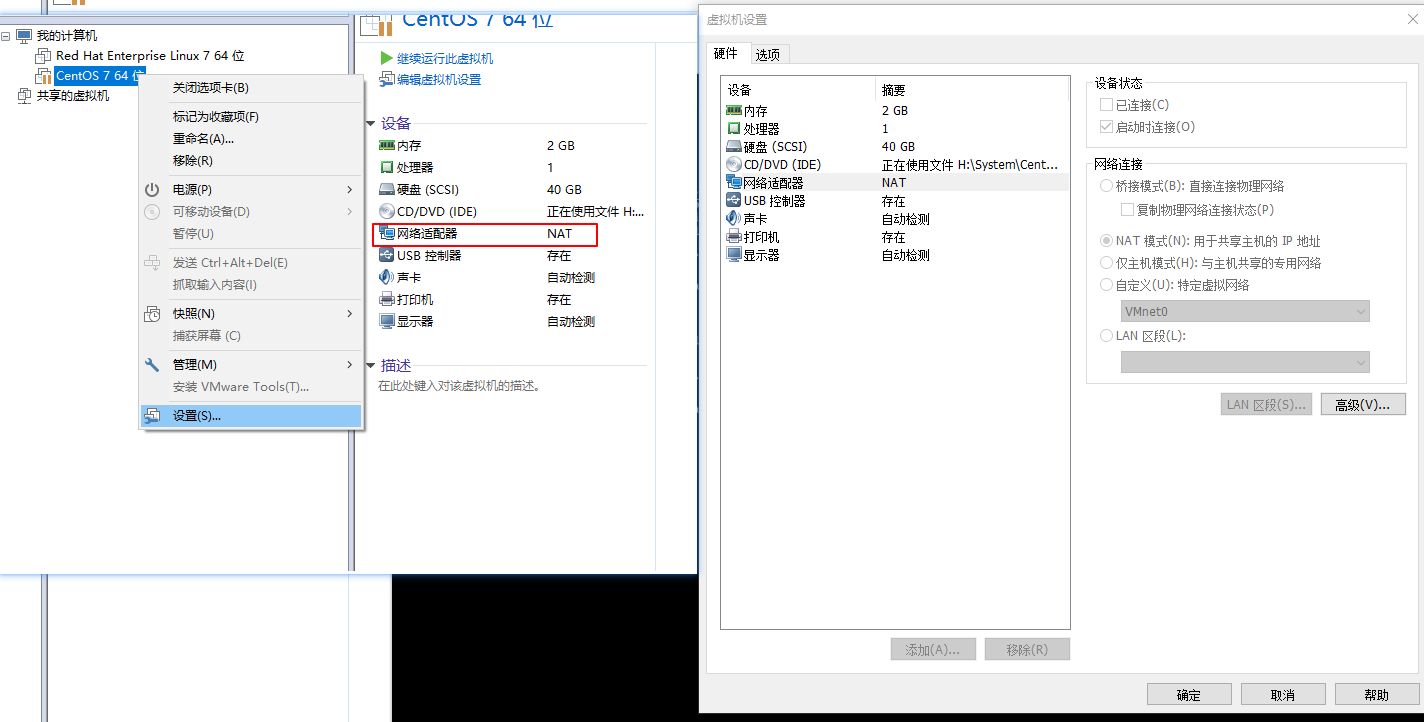 CentOS 7 64 位
我的计算机
Red Hat Enterprise Linux 7 64 位
CentOS 7 64 位
共享的虚拟机
关闭选项卡(B)
标记为收藏项(F)
重命名(A)...
移除(R)
电源(P)
可移动设备(D)
暂停(U)
发送 Ctrl+Alt+Del(E)
抓取输入内容(I)
快照(N)
捕获屏幕 (C)
管理(M)
安装 VMware Tools(T)...
设置(S)...
继续运行此虚拟机
编辑虚拟机设置
设备
内存 2 GB
处理器 1
硬盘 (SCSI) 40 GB
CD/DVD (IDE) 正在使用文件 H:...
网络适配器 NAT
USB 控制器 存在
声卡 自动检测
打印机 存在
显示器 自动检测
描述
在此处键入对该虚拟机的描述。
虚拟机设置
硬件 选项
设备 摘要
内存 2 GB
处理器 1
硬盘 (SCSI) 40 GB
CD/DVD (IDE) 正在使用文件 H:\System\Cent...
网络适配器 NAT
USB 控制器 存在
声卡 自动检测
打印机 存在
显示器 自动检测
添加(A)... 移除(R)
设备状态
已连接(C)
启动时连接(O)
网络连接
桥接模式(B): 直接连接物理网络
复制物理网络连接状态(P)
NAT 模式(N): 用于共享主机的 IP 地址
仅主机模式(H): 与主机共享的专用网络
自定义(U): 特定虚拟网络
VMnet0
LAN 区段(L):
LAN 区段(S)... 高级(V)...
确定 取消 帮助